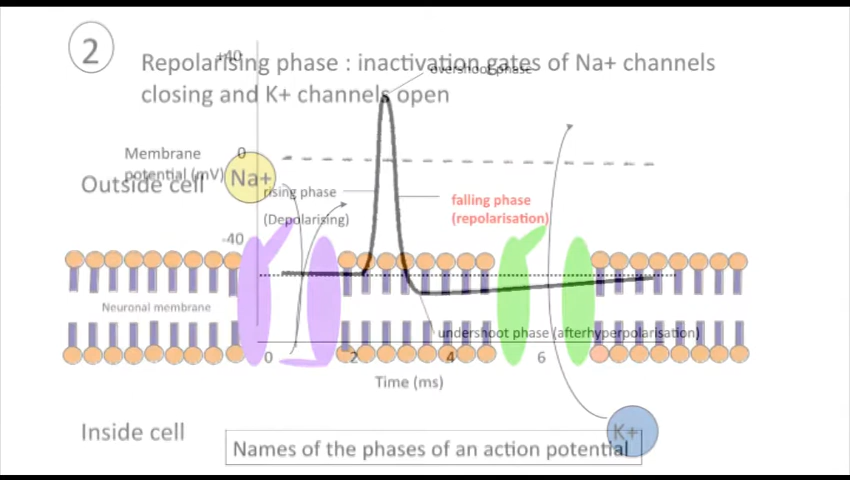 2
Repolarising phase : inactivation gates of Na+ channels
closing and K+ channels open
+40
overshoot phase
0
Membrane
potential (mV)
Outside cell
Na+
rising phase
(Depolarising)
falling phase
(repolarisation)
-40
Neuronal membrane
undershoot phase (afterhyperpolarisation)
0 2 4 6
Time (ms)
Inside cell
K+
Names of the phases of an action potential